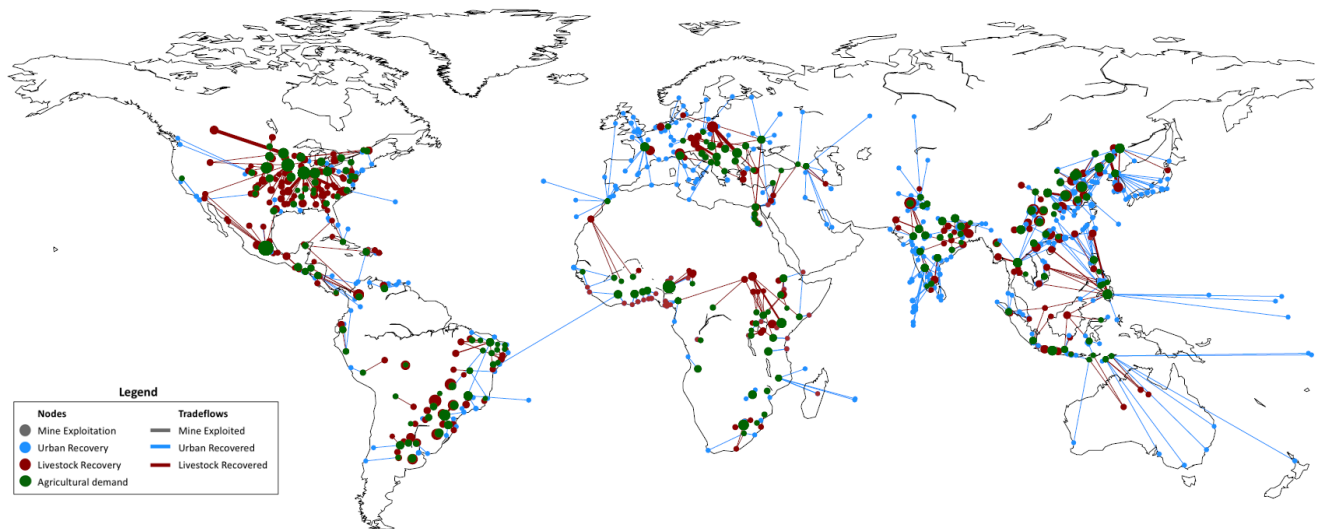 Legend
Nodes Tradeflows
Mine Exploitation Mine Exploited
Urban Recovery Urban Recovered
Livestock Recovery Livestock Recovered
Agricultural demand